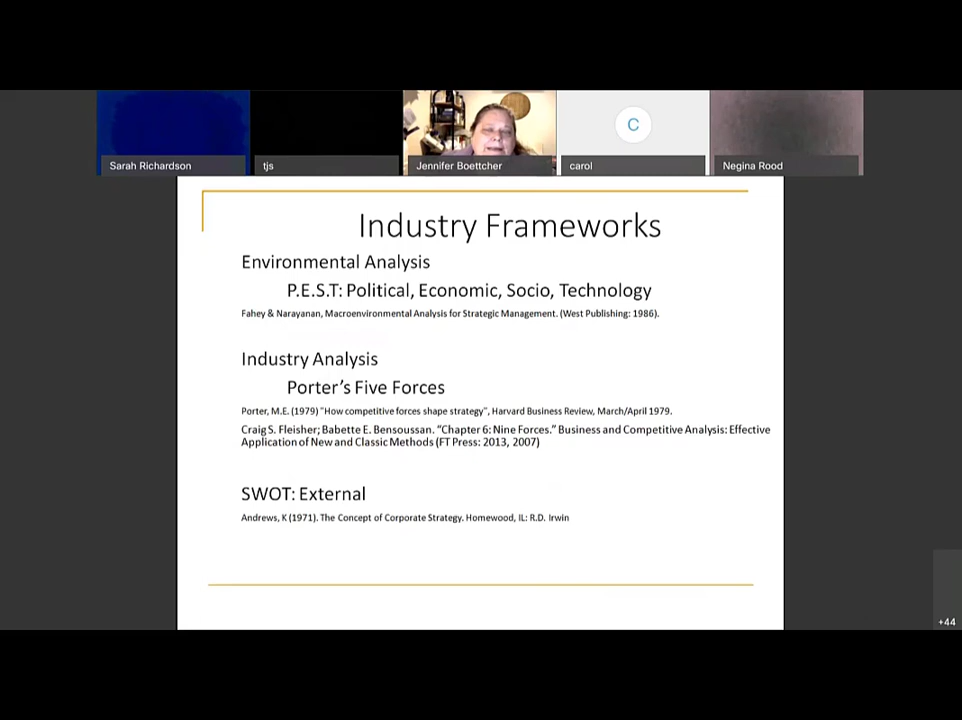 Sarah Richardson
tjs
Jennifer Boettcher
C
carol
Negina Rood
Industry Frameworks
Environmental Analysis
P.E.S.T: Political, Economic, Socio, Technology
Fahey & Narayanan, Macroenvironmental Analysis for Strategic Management. (West Publishing: 1986).
Industry Analysis
Porter's Five Forces
Porter, M.E. (1979) "How competitive forces shape strategy", Harvard Business Review, March/April 1979.
Craig S. Fleisher; Babette E. Bensoussan. "Chapter 6: Nine Forces." Business and Competitive Analysis: Effective
Application of New and Classic Methods (FT Press: 2013, 2007)
SWOT: External
Andrews, K (1971). The Concept of Corporate Strategy. Homewood, IL: R.D. Irwin
+44